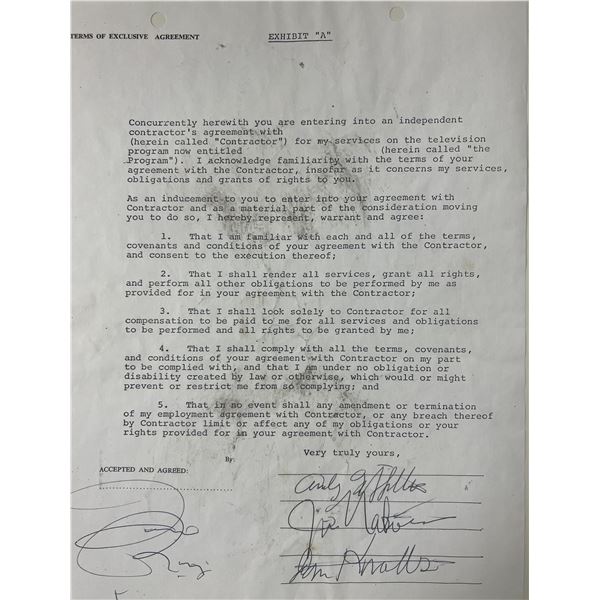 TERMS OF EXCLUSIVE AGREEMENT
EXHIBIT "A"
Concurrently herewith you are entering into an independent
contractor's agreement with
(herein called "Contractor") for my services on the television
program now entitled (herein called "the
Program"). I acknowledge familiarity with the terms of your
agreement with the Contractor, insofar as it concerns my services,
obligations and grants of rights to you.
As an inducement to you to enter into your agreement with
Contractor and as a material part of the consideration moving
you to do so, I hereby represent, warrant and agree:
1. That I am familiar with each and all of the terms,
covenants and conditions of your agreement with the Contractor,
and consent to the execution thereof;
2. That I shall render all services, grant all rights,
and perform all other obligations to be performed by me as
provided for in your agreement with the Contractor;
3. That I shall look solely to Contractor for all
compensation to be paid to me for all services and obligations
to be performed and all rights to be granted by me;
4. That I shall comply with all the terms, covenants,
and conditions of your agreement with Contractor on my part
to be complied with, and that I am under no obligation or
disability created by law or otherwise, which would or might
prevent or restrict me from so complying; and
5. That in no event shall any amendment or termination
of my employment agreement with Contractor, or any breach thereof
by Contractor limit or affect any of my obligations or your
rights provided for in your agreement with Contractor.
By:
Very truly yours,
ACCEPTED AND AGREED:
Andy Griffith
Don Knotts